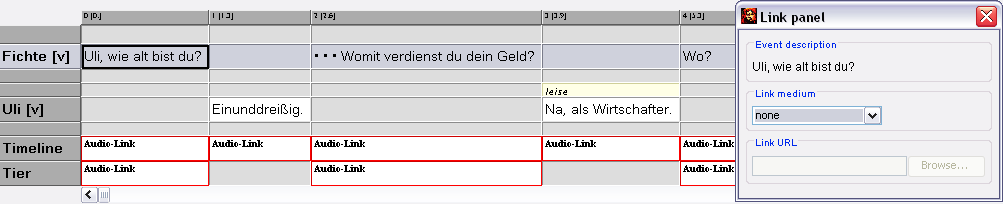 0 [0.] 1 [1.3] 2 [2.6] 3 [3.9] 4 [5.3]
Fichte [v] Uli, wie alt bist du? ••• Womit verdienst du dein Geld? Wo?
leise
Uli [v] Einunddreißig. Na, als Wirtschafter.
Timeline Audio-Link Audio-Link Audio-Link Audio-Link Audio-Link
Tier Audio-Link Audio-Link Audio-Link
Link panel
Event description
Uli, wie alt bist du?
Link medium
none
Link URL
Browse...